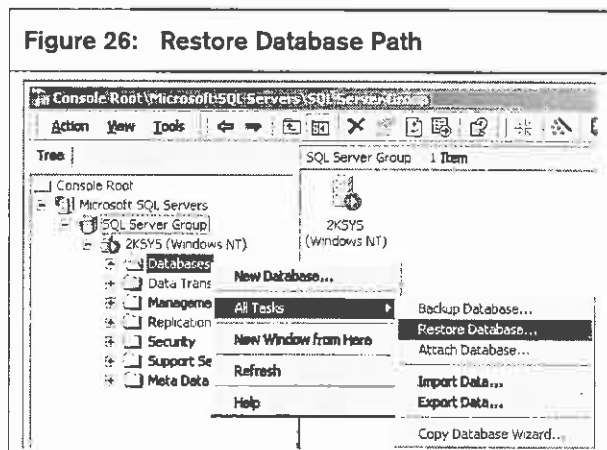 Figure 26: Restore Database Path
Console Root\Microsoft SQL Servers\SQL Server Gro
Action View Tools
Tree
SQL Server Group 1 Item
Console Root
Microsoft SQL Servers
SQL Server Group
2KSYS (Windows NT)
Databases
Data Trans
Manageme
Replication
Security
Support Se
Meta Data
2KSYS
(Windows NT)
New Database...
All Tasks
New Window from Here
Refresh
Help
Backup Database...
Restore Database...
Attach Database...
Import Data...
Export Data...
Copy Database Wizard...